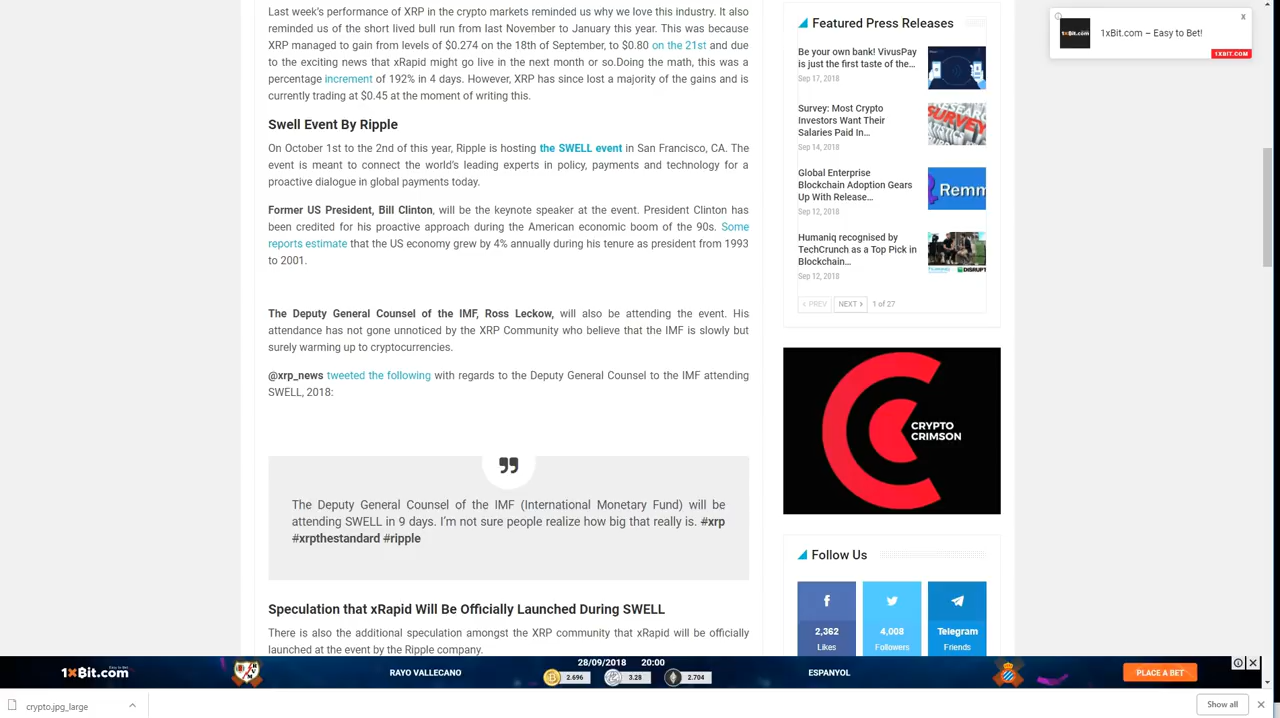 Last week's performance of XRP in the crypto markets reminded us why we love this industry. It also
reminded us of the short lived bull run from last November to January this year. This was because
XRP managed to gain from levels of $0.274 on the 18th of September, to $0.80 on the 21st and due
to the exciting news that xRapid might go live in the next month or so.Doing the math, this was a
percentage increment of 192% in 4 days. However, XRP has since lost a majority of the gains and is
currently trading at $0.45 at the moment of writing this.
Swell Event By Ripple
On October 1st to the 2nd of this year, Ripple is hosting the SWELL event in San Francisco, CA. The
event is meant to connect the world's leading experts in policy, payments and technology for a
proactive dialogue in global payments today.
Former US President, Bill Clinton, will be the keynote speaker at the event. President Clinton has
been credited for his proactive approach during the American economic boom of the 90s. Some
reports estimate that the US economy grew by 4% annually during his tenure as president from 1993
to 2001.
The Deputy General Counsel of the IMF, Ross Leckow, will also be attending the event. His
attendance has not gone unnoticed by the XRP Community who believe that the IMF is slowly but
surely warming up to cryptocurrencies.
@xrp_news tweeted the following with regards to the Deputy General Counsel to the IMF attending
SWELL, 2018:
The Deputy General Counsel of the IMF (International Monetary Fund) will be
attending SWELL in 9 days. I'm not sure people realize how big that really is. #xrp
#xrpthestandard #ripple
Speculation that xRapid Will Be Officially Launched During SWELL
There is also the additional speculation amongst the XRP community that xRapid will be officially
launched at the event by the Ripple company.
Featured Press Releases
Be your own bank! VivusPay
is just the first taste of the…
Sep 17, 2018
Survey: Most Crypto
Investors Want Their
Salaries Paid In…
Sep 14, 2018
SURVEY
Global Enterprise
Blockchain Adoption Gears
Up With Release…
Sep 12, 2018
Remm
Humaniq recognised by
TechCrunch as a Top Pick in
Blockchain…
Sep 12, 2018
DISRUPT
PREV
NEXT
1 of 27
CRYPTO
CRIMSON
Follow Us
2,362
Likes
4,008
Followers
Telegram
Friends
1xBit.com – Easy to Bet!
1XBIT.COM
1XBit.com
RAYO VALLECANO
28/09/2018 20:00
2.696
3.28
2.704
ESPANYOL
PLACE A BET
crypto.jpg_large
Show all